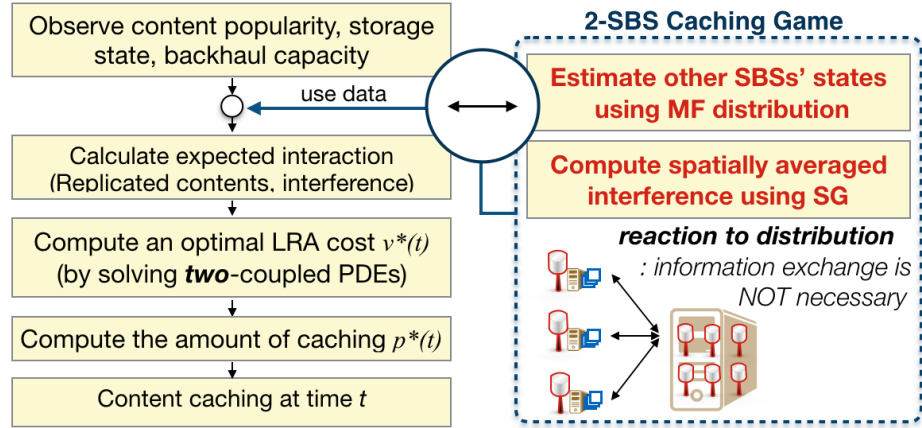 Observe content popularity, storage
state, backhaul capacity
use data
Calculate expected interaction
(Replicated contents, interference)
Compute an optimal LRA cost v*(t)
(by solving two-coupled PDEs)
Compute the amount of caching p*(t)
Content caching at time t
2-SBS Caching Game
Estimate other SBSs’ states
using MF distribution
Compute spatially averaged
interference using SG
reaction to distribution
: information exchange is
NOT necessary